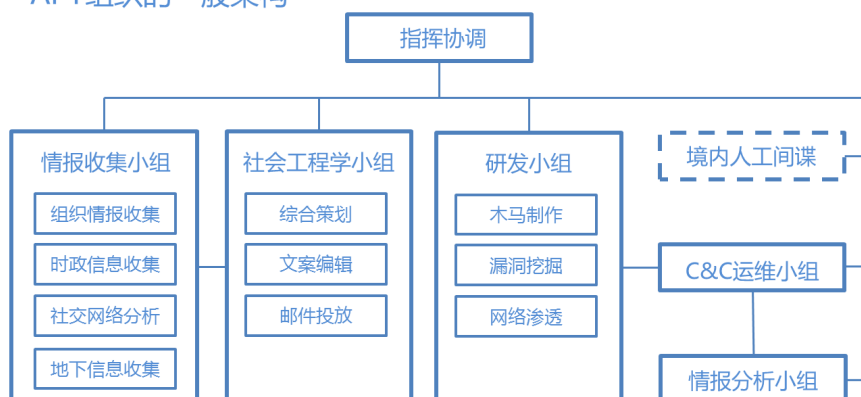 指挥协调
情报收集小组
组织情报收集
时政信息收集
社交网络分析
地下信息收集
社会工程学小组
综合策划
文案编辑
邮件投放
研发小组
木马制作
漏洞挖掘
网络渗透
境内人工间谍
C&C运维小组
情报分析小组